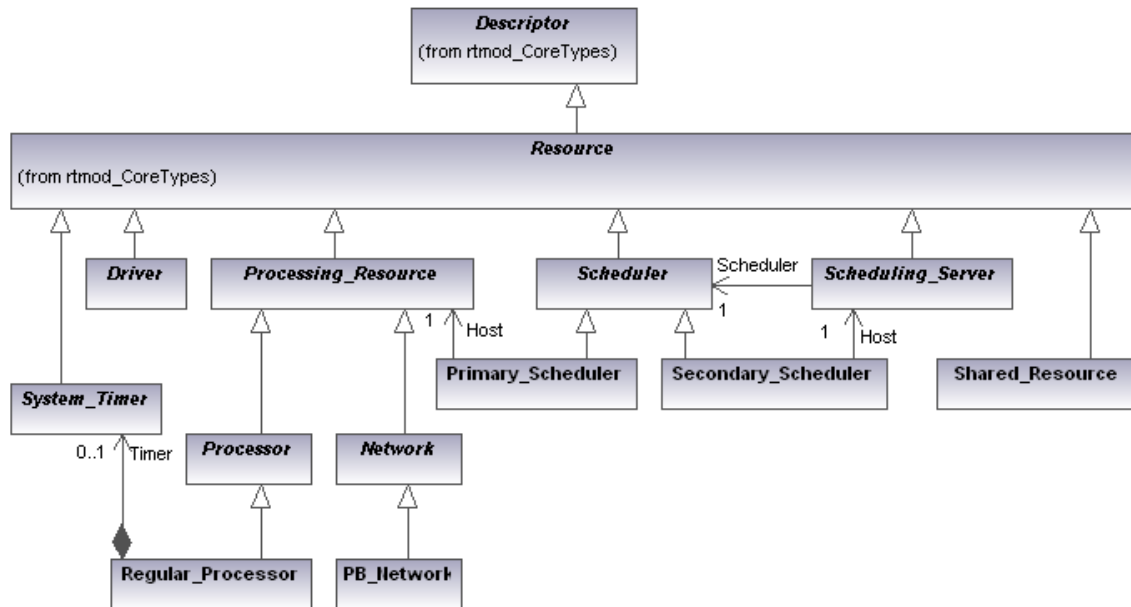 Descriptor
(from rtmod_CoreTypes)
Resource
(from rtmod_CoreTypes)
Driver
Processing_Resource
Scheduler
Scheduler
1
Scheduling_Server
1
Host
1
Host
Primary_Scheduler
Secondary_Scheduler
Shared_Resource
System_Timer
0..1
Timer
Processor
Network
Regular_Processor
PB_Network